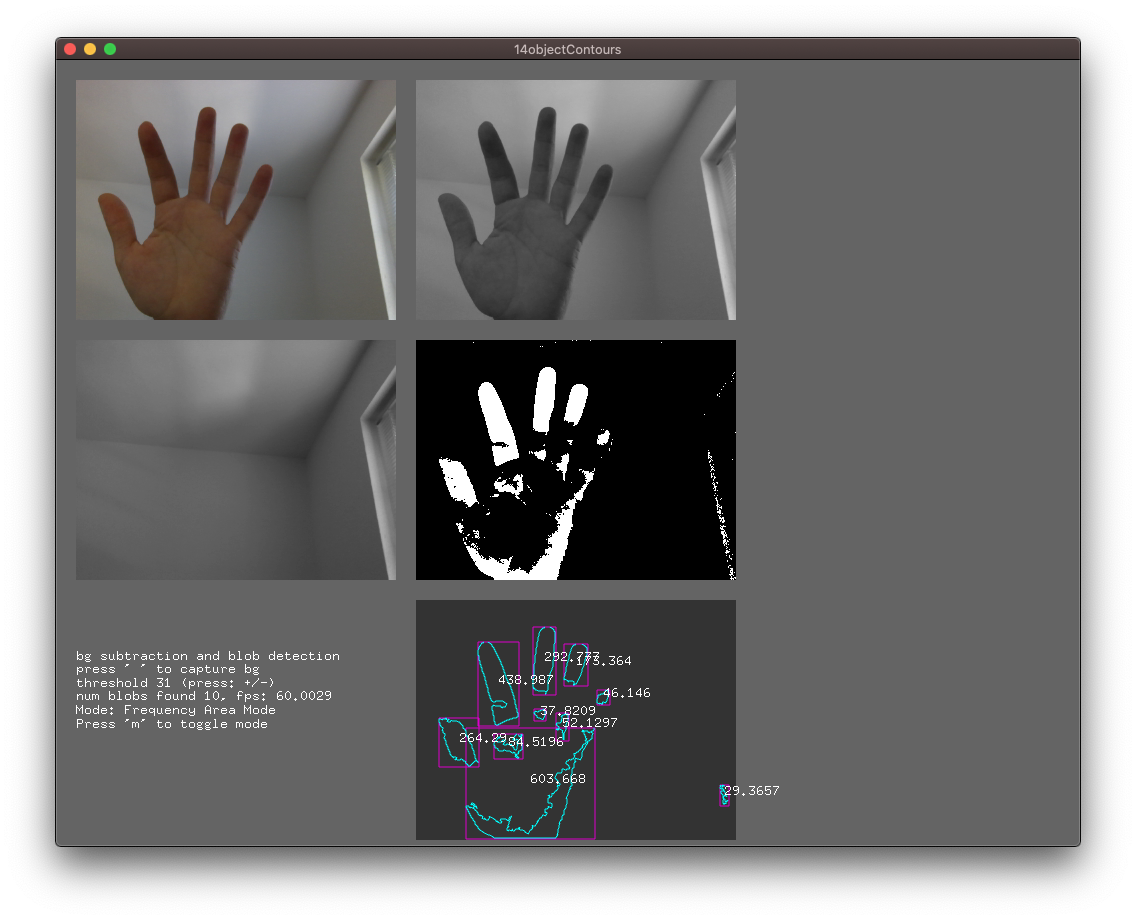 14objectContours
bg subtraction and blob detection
press ' ' to capture bg
threshold 31 (press: +/-)
num blobs found 10, fps: 60.0029
Mode: Frequency Area Mode
Press 'm' to toggle mode
292.777
173.364
438.987
46.146
37.8209
52.1297
264.29
84.5196
603.668
29.3657